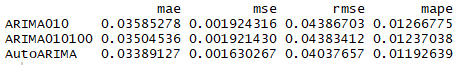 mae mse rmse mape
ARIMA010 0.03585278 0.001924316 0.04386703 0.01266775
ARIMA010100 0.03504536 0.001921430 0.04383412 0.01237038
AutoARIMA 0.03389127 0.001630267 0.04037657 0.01192639